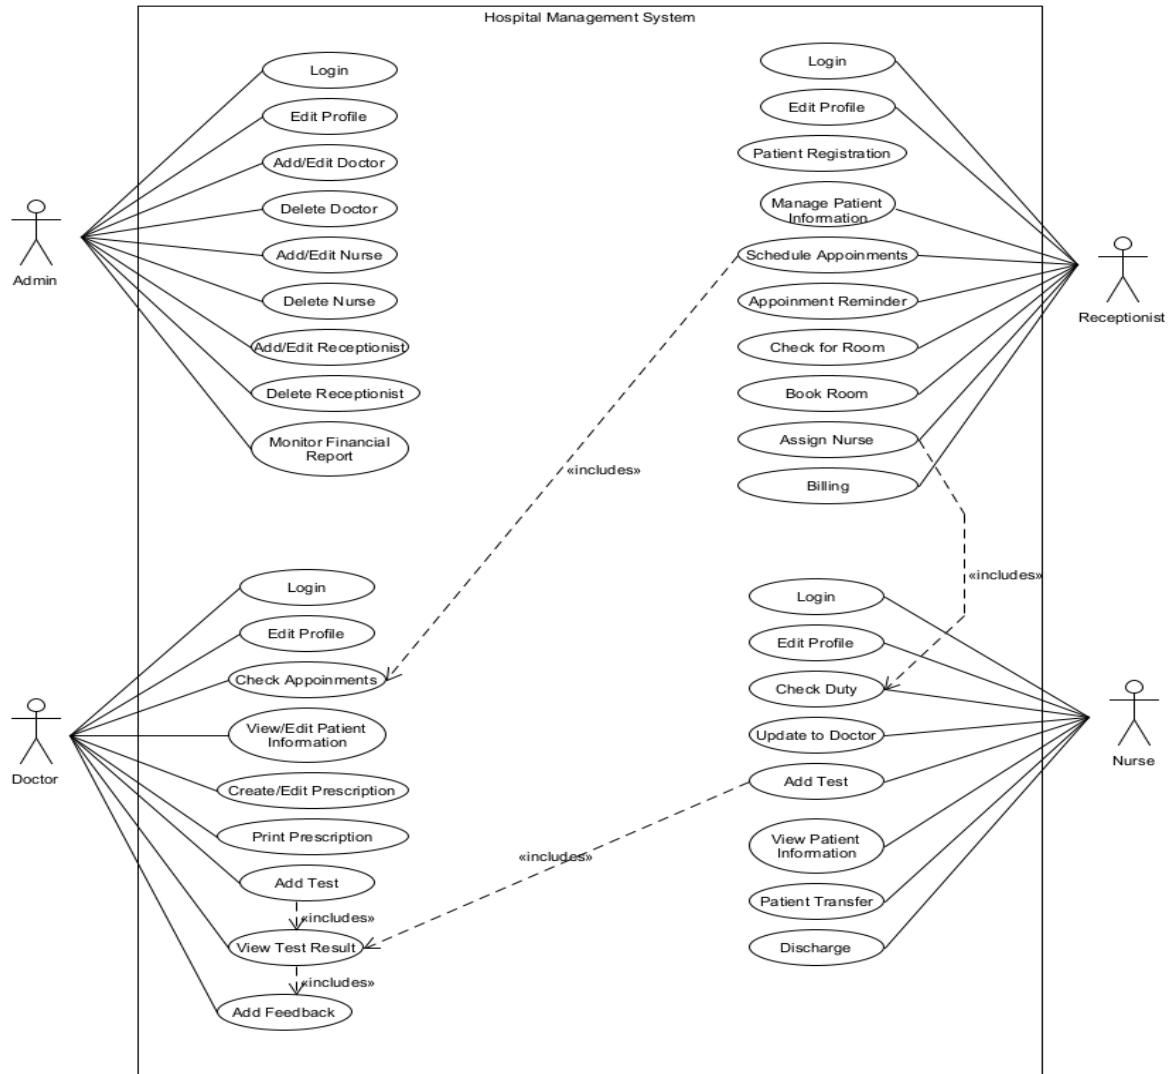 Hospital Management System
Login
Edit Profile
Add/Edit Doctor
Delete Doctor
Add/Edit Nurse
Delete Nurse
Add/Edit Receptionist
Delete Receptionist
Monitor Financial
Report
Admin
Login
Edit Profile
Patient Registration
Manage Patient
Information
Schedule Appoinments
Appoinment Reminder
Check for Room
Book Room
Assign Nurse
Billing
Receptionist
«includes»
«includes»
Login
Edit Profile
Check Appoinments
View/Edit Patient
Information
Create/Edit Prescription
Print Prescription
Add Test
«includes»
View Test Result
«includes»
Add Feedback
Doctor
«includes»
Login
Edit Profile
Check Duty
Update to Doctor
Add Test
View Patient
Information
Patient Transfer
Discharge
Nurse